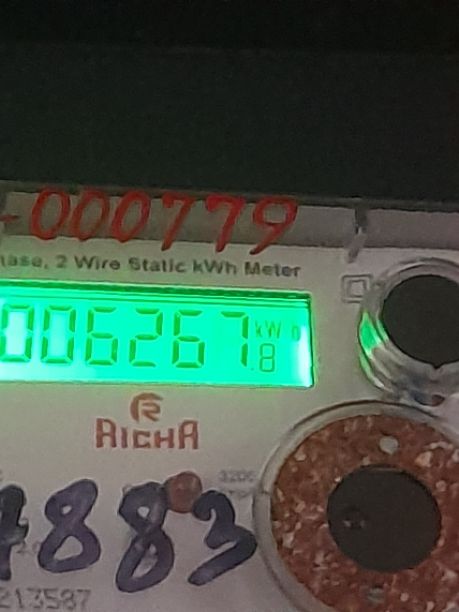 -000779
hase, 2 Wire Static kWh Meter
006267.8 kWh
RICHA
4883
213587